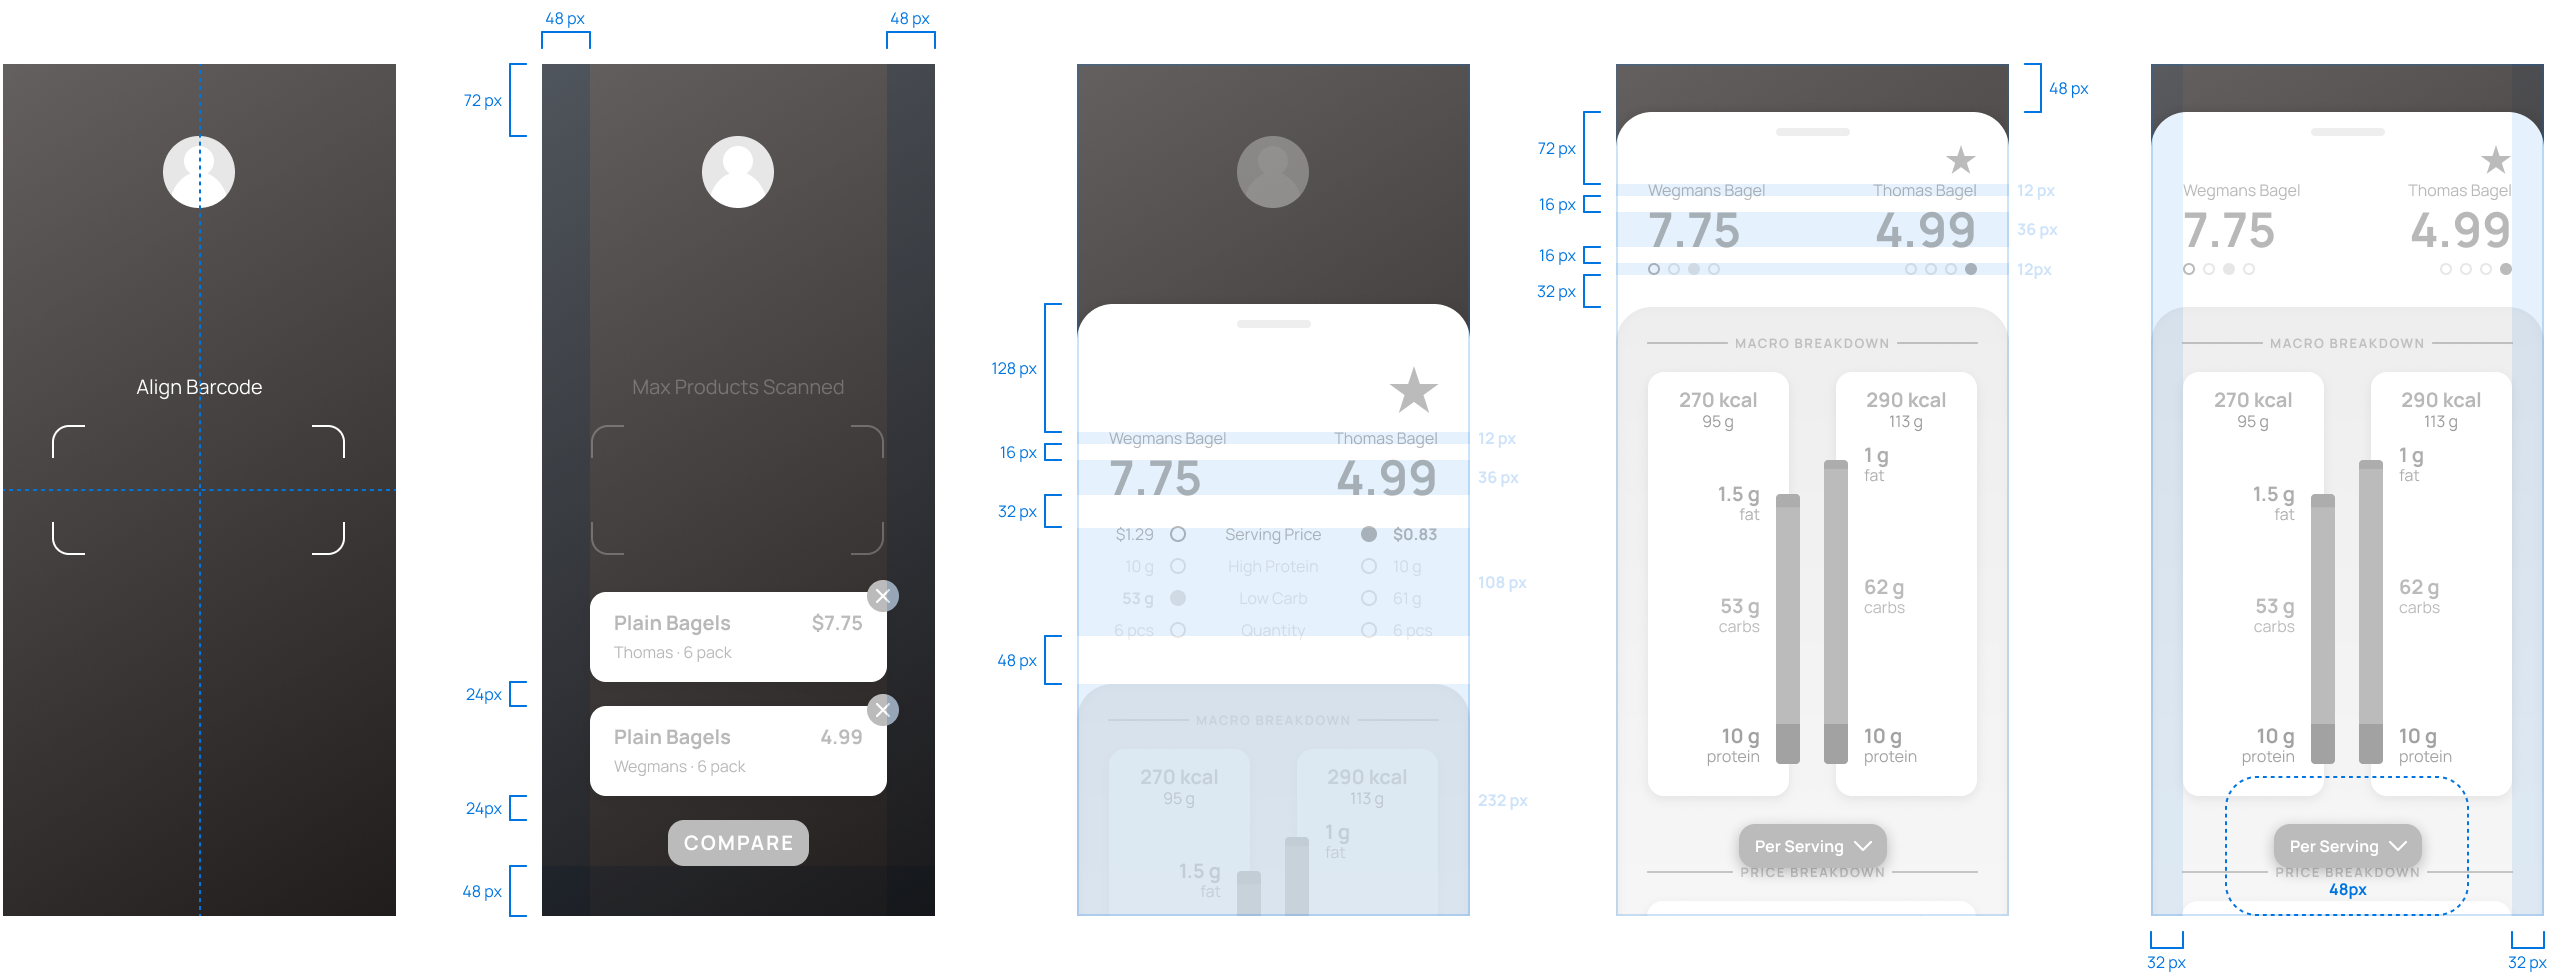 Align Barcode
48 px
48 px
72 px
Max Products Scanned
Plain Bagels $7.75
Thomas · 6 pack
24px
Plain Bagels 4.99
Wegmans · 6 pack
24px
COMPARE
48 px
128 px
Wegmans Bagel Thomas Bagel 12 px
16 px
7.75 4.99 36 px
32 px
$1.29 Serving Price $0.83
10 g High Protein 10 g
53 g Low Carb 61 g
108 px
6 pcs Quantity 6 pcs
48 px
MACRO BREAKDOWN
270 kcal 290 kcal
95 g 113 g
232 px
1 g
fat
1.5 g
fat
48 px
72 px
Wegmans Bagel Thomas Bagel 12 px
16 px
7.75 4.99 36 px
16 px
12px
32 px
MACRO BREAKDOWN
270 kcal 290 kcal
95 g 113 g
1 g
fat
1.5 g
fat
62 g
carbs
53 g
carbs
10 g 10 g
protein protein
Per Serving
PRICE BREAKDOWN
Wegmans Bagel Thomas Bagel
7.75 4.99
MACRO BREAKDOWN
270 kcal 290 kcal
95 g 113 g
1 g
fat
1.5 g
fat
62 g
carbs
53 g
carbs
10 g 10 g
protein protein
Per Serving
PRICE BREAKDOWN
48px
32 px 32 px